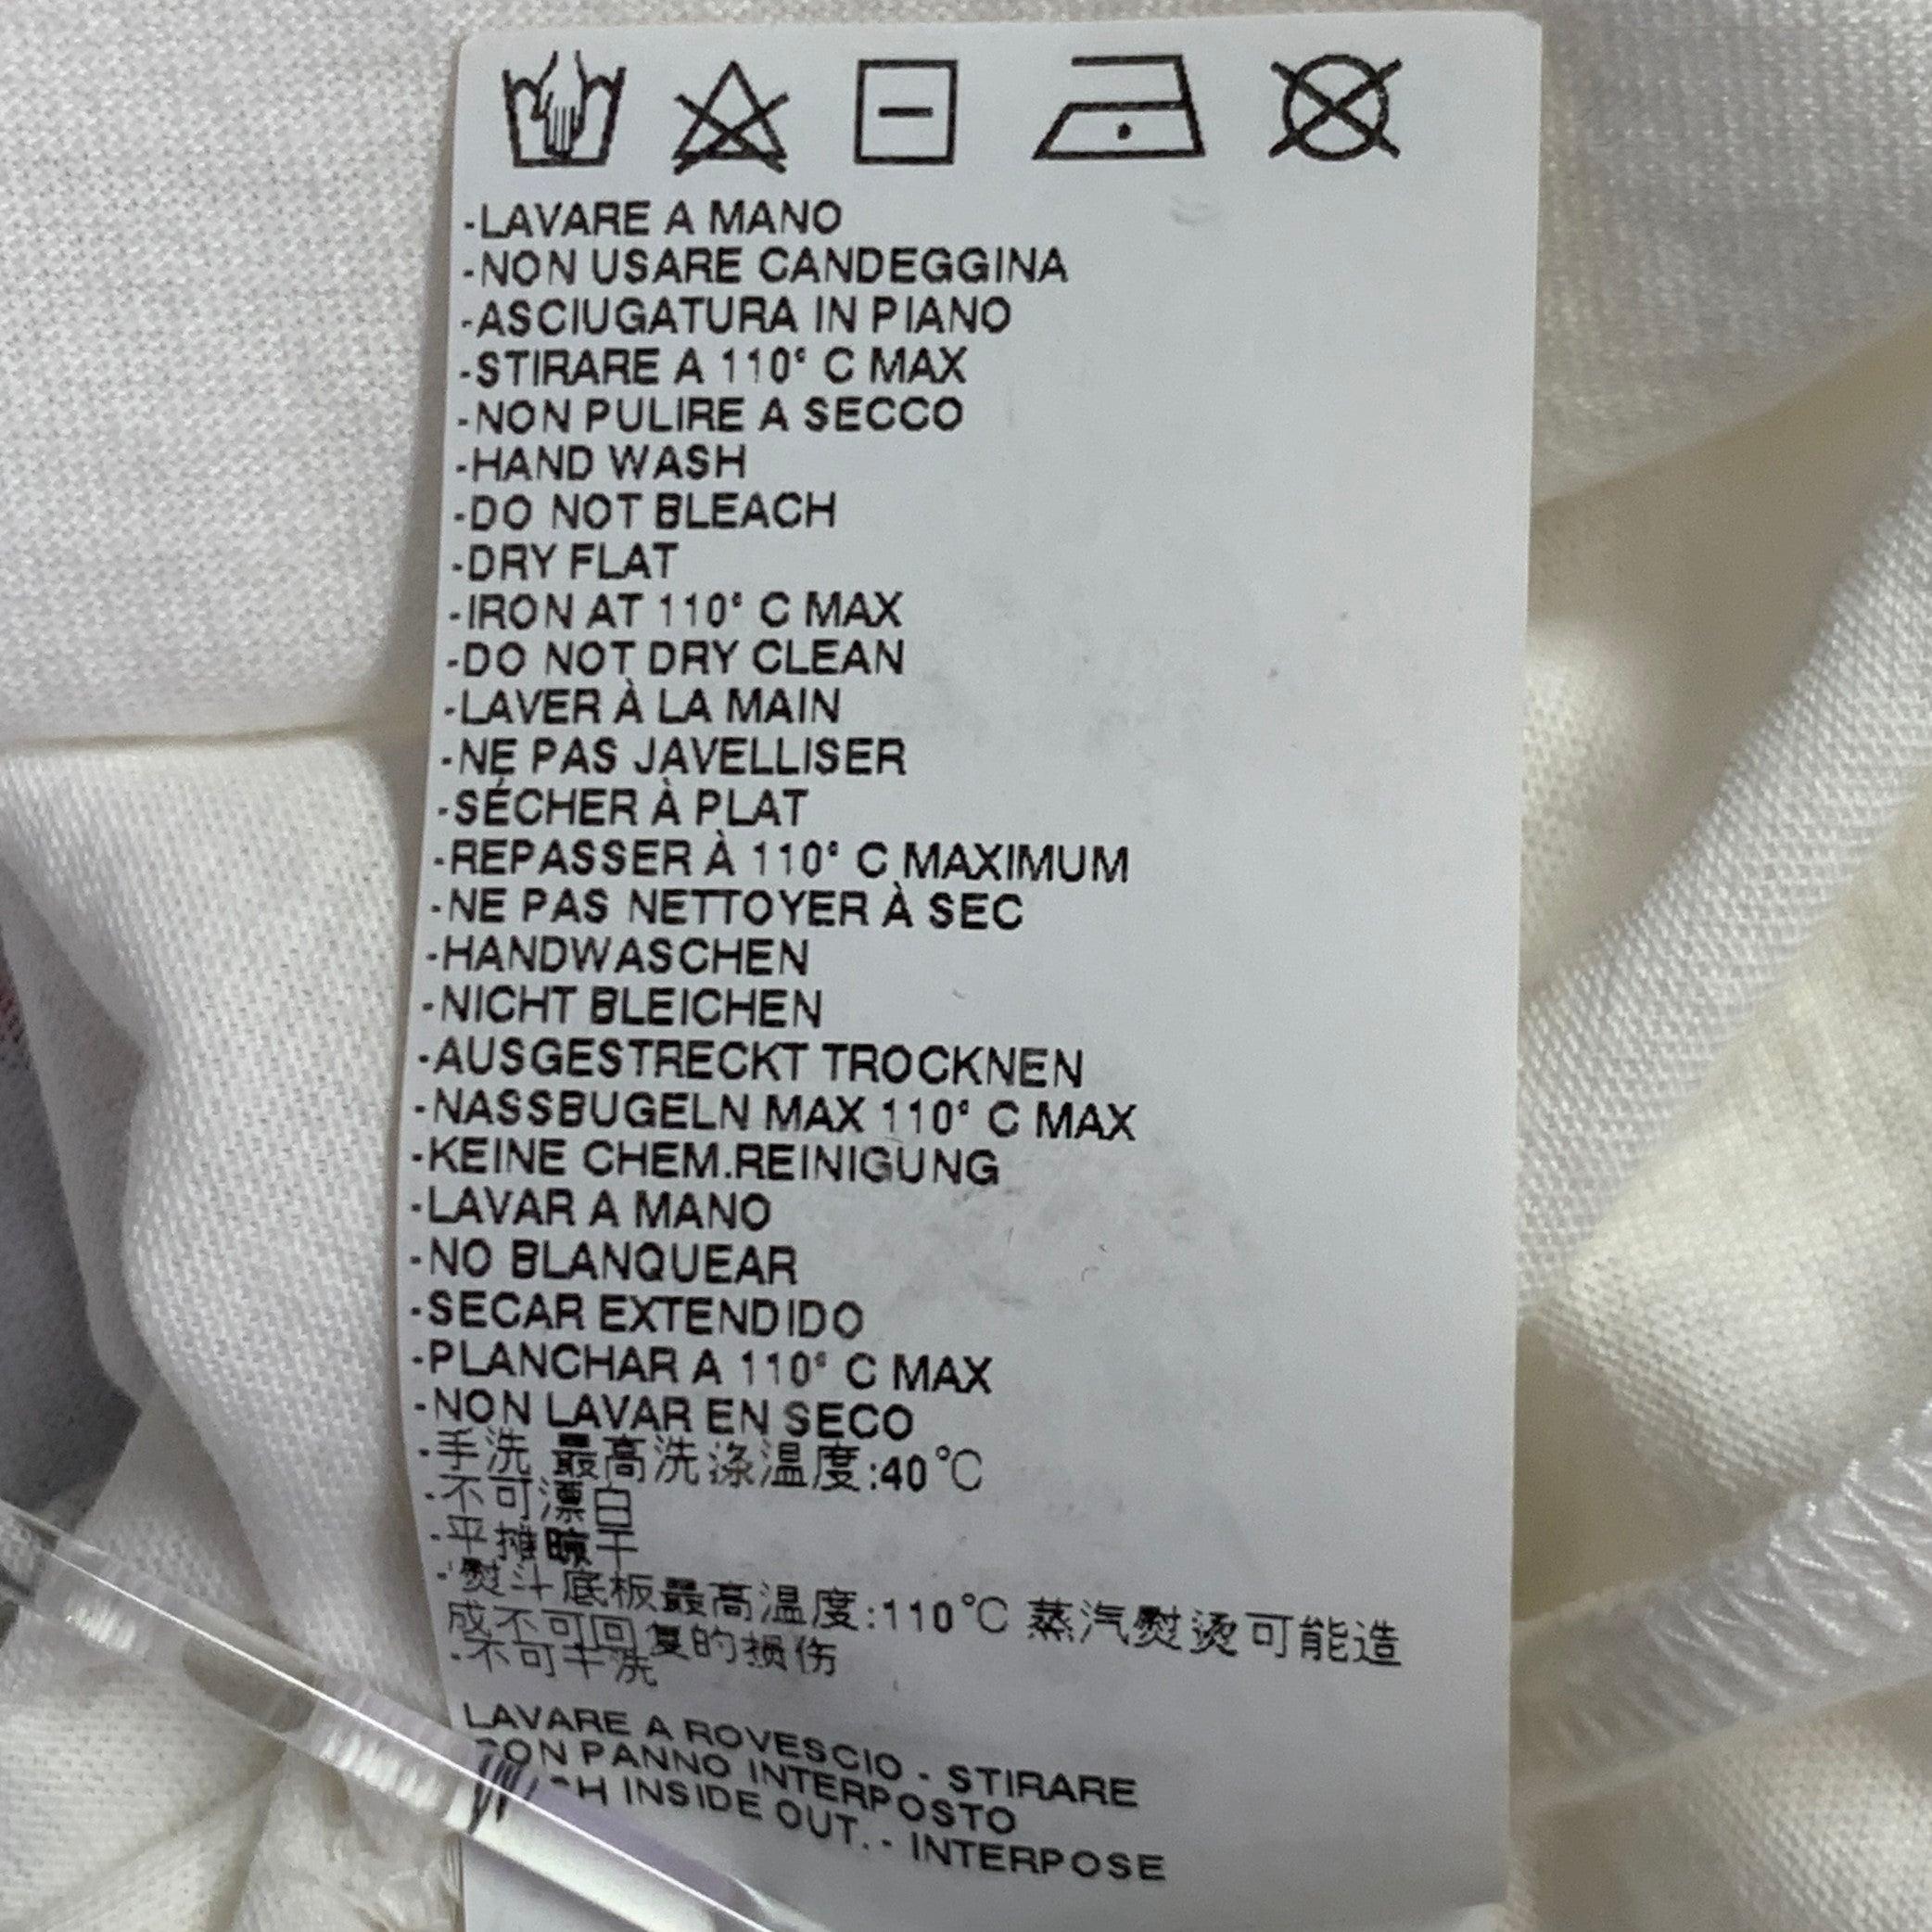 -LAVARE A MANO
-NON USARE CANDEGGINA
-ASCIUGATURA IN PIANO
-STIRARE A 110° C MAX
-NON PULIRE A SECCO
-HAND WASH
-DO NOT BLEACH
-DRY FLAT
-IRON AT 110° C MAX
-DO NOT DRY CLEAN
-LAVER À LA MAIN
-NE PAS JAVELLISER
-SÉCHER À PLAT
-REPASSER À 110° C MAXIMUM
-NE PAS NETTOYER À SEC
-HANDWASCHEN
-NICHT BLEICHEN
-AUSGESTRECKT TROCKNEN
-NASSBUGELN MAX 110° C MAX
-KEINE CHEM.REINIGUNG
-LAVAR A MANO
-NO BLANQUEAR
-SECAR EXTENDIDO
-PLANCHAR A 110° C MAX
-NON LAVAR EN SECO
-手洗 最高洗涤温度:40℃
-不可漂白
-平摊晾干
-熨斗底板最高温度:110℃ 蒸汽熨烫可能造
成不可回复的损伤
-不可干洗
LAVARE A ROVESCIO - STIRARE
PANNO INTERPOSTO
INSIDE OUT. - INTERPOSE